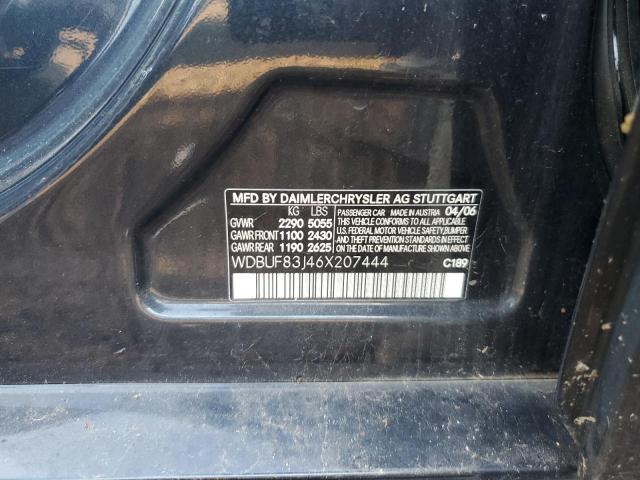 MFD BY DAIMLERCHRYSLER AG STUTTGART
KG LBS
GVWR 2290 5055
GAWR FRONT 1100 2430
GAWR REAR 1190 2625
PASSENGER CAR MADE IN AUSTRIA 04/06
THIS VEHICLE CONFORMS TO ALL APPLICABLE
U.S. FEDERAL MOTOR VEHICLE SAFETY,BUMPER,
AND THEFT PREVENTION STANDARDS IN EFFECT
ON THE DATE OF MANUFACTURE SHOWN ABOVE.
WDBUF83J46X207444 C189